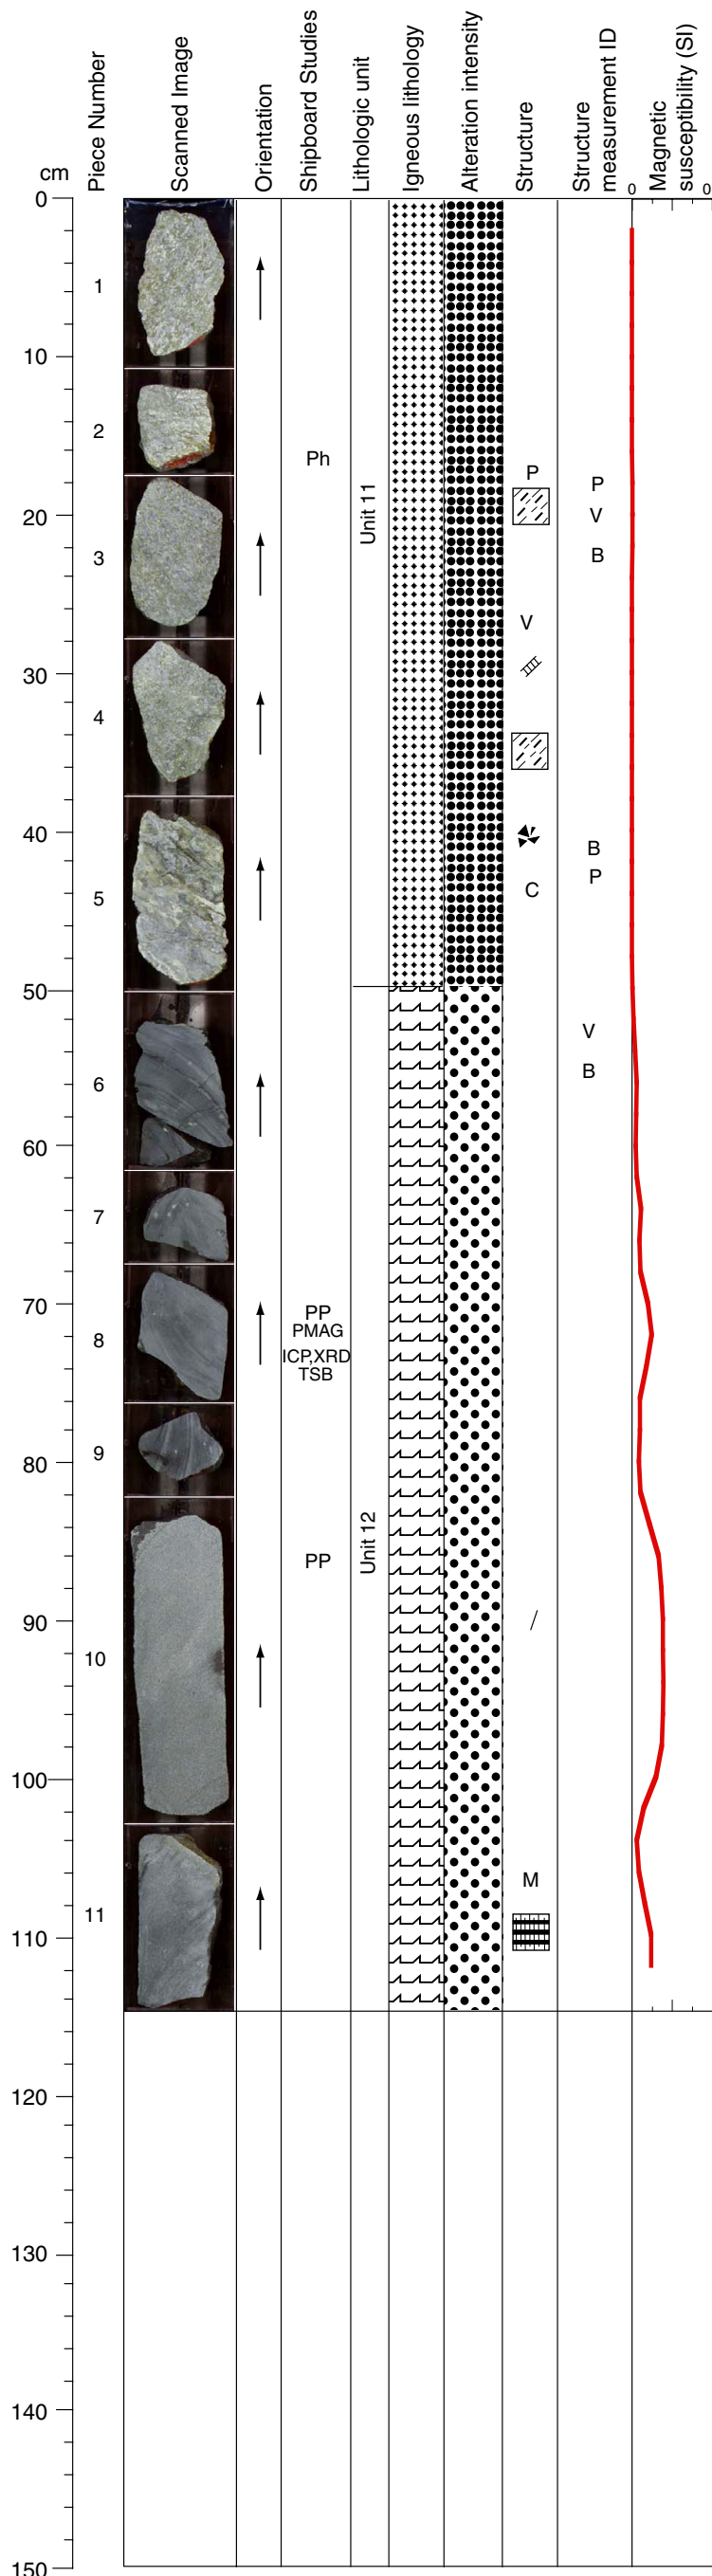 cm
Piece Number
Scanned Image
Orientation
Shipboard Studies
Lithologic unit
Igneous lithology
Alteration intensity
Structure
Structure
measurement ID
Magnetic
susceptibility (SI)
0 0
0
1
10
2
Ph
P
P
Unit 11
20
V
3
B
V
30
4
40
B
P
C
5
50
V
B
6
60
7
70
PP
PMAG
8
ICP,XRD
TSB
9
80
Unit 12
PP
90
10
100
M
11
110
120
130
140
150